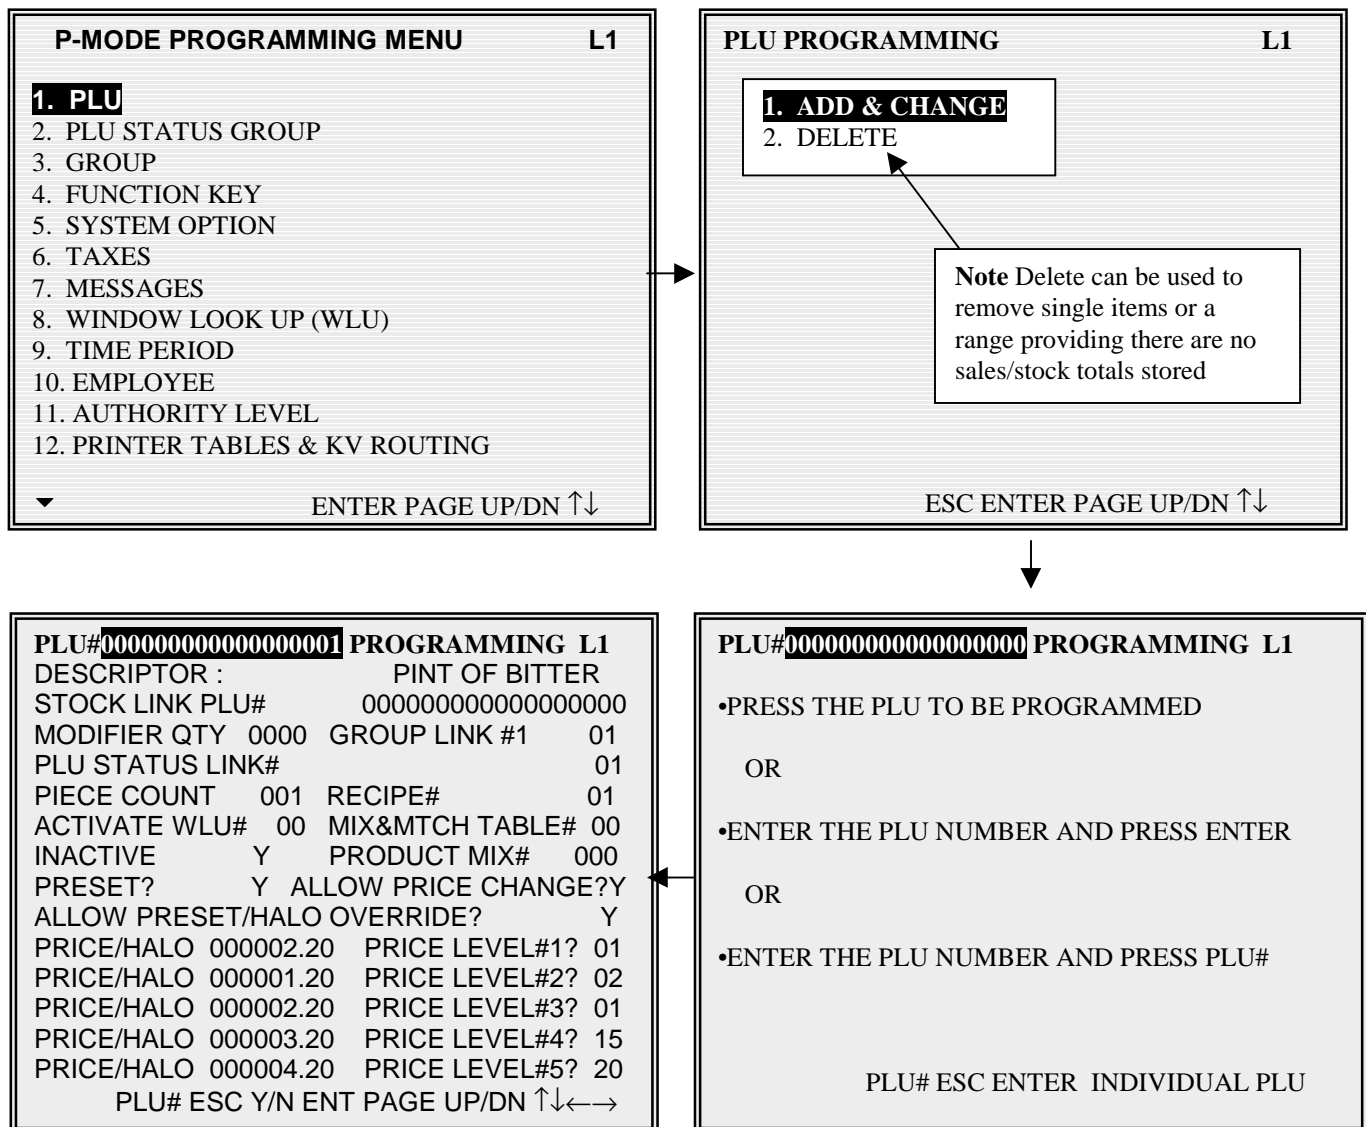 P-MODE PROGRAMMING MENU L1
1. PLU
2. PLU STATUS GROUP
3. GROUP
4. FUNCTION KEY
5. SYSTEM OPTION
6. TAXES
7. MESSAGES
8. WINDOW LOOK UP (WLU)
9. TIME PERIOD
10. EMPLOYEE
11. AUTHORITY LEVEL
12. PRINTER TABLES & KV ROUTING
ENTER PAGE UP/DN ↑↓
PLU PROGRAMMING L1
1. ADD & CHANGE
2. DELETE
Note Delete can be used to
remove single items or a
range providing there are no
sales/stock totals stored
ESC ENTER PAGE UP/DN ↑↓
PLU#000000000000000000 PROGRAMMING L1
•PRESS THE PLU TO BE PROGRAMMED
OR
•ENTER THE PLU NUMBER AND PRESS ENTER
OR
•ENTER THE PLU NUMBER AND PRESS PLU#
PLU# ESC ENTER INDIVIDUAL PLU
PLU#000000000000000001 PROGRAMMING L1
DESCRIPTOR : PINT OF BITTER
STOCK LINK PLU# 000000000000000000
MODIFIER QTY 0000 GROUP LINK #1 01
PLU STATUS LINK# 01
PIECE COUNT 001 RECIPE# 01
ACTIVATE WLU# 00 MIX&MTCH TABLE# 00
INACTIVE Y PRODUCT MIX# 000
PRESET? Y ALLOW PRICE CHANGE?Y
ALLOW PRESET/HALO OVERRIDE? Y
PRICE/HALO 000002.20 PRICE LEVEL#1? 01
PRICE/HALO 000001.20 PRICE LEVEL#2? 02
PRICE/HALO 000002.20 PRICE LEVEL#3? 01
PRICE/HALO 000003.20 PRICE LEVEL#4? 15
PRICE/HALO 000004.20 PRICE LEVEL#5? 20
PLU# ESC Y/N ENT PAGE UP/DN ↑↓←→